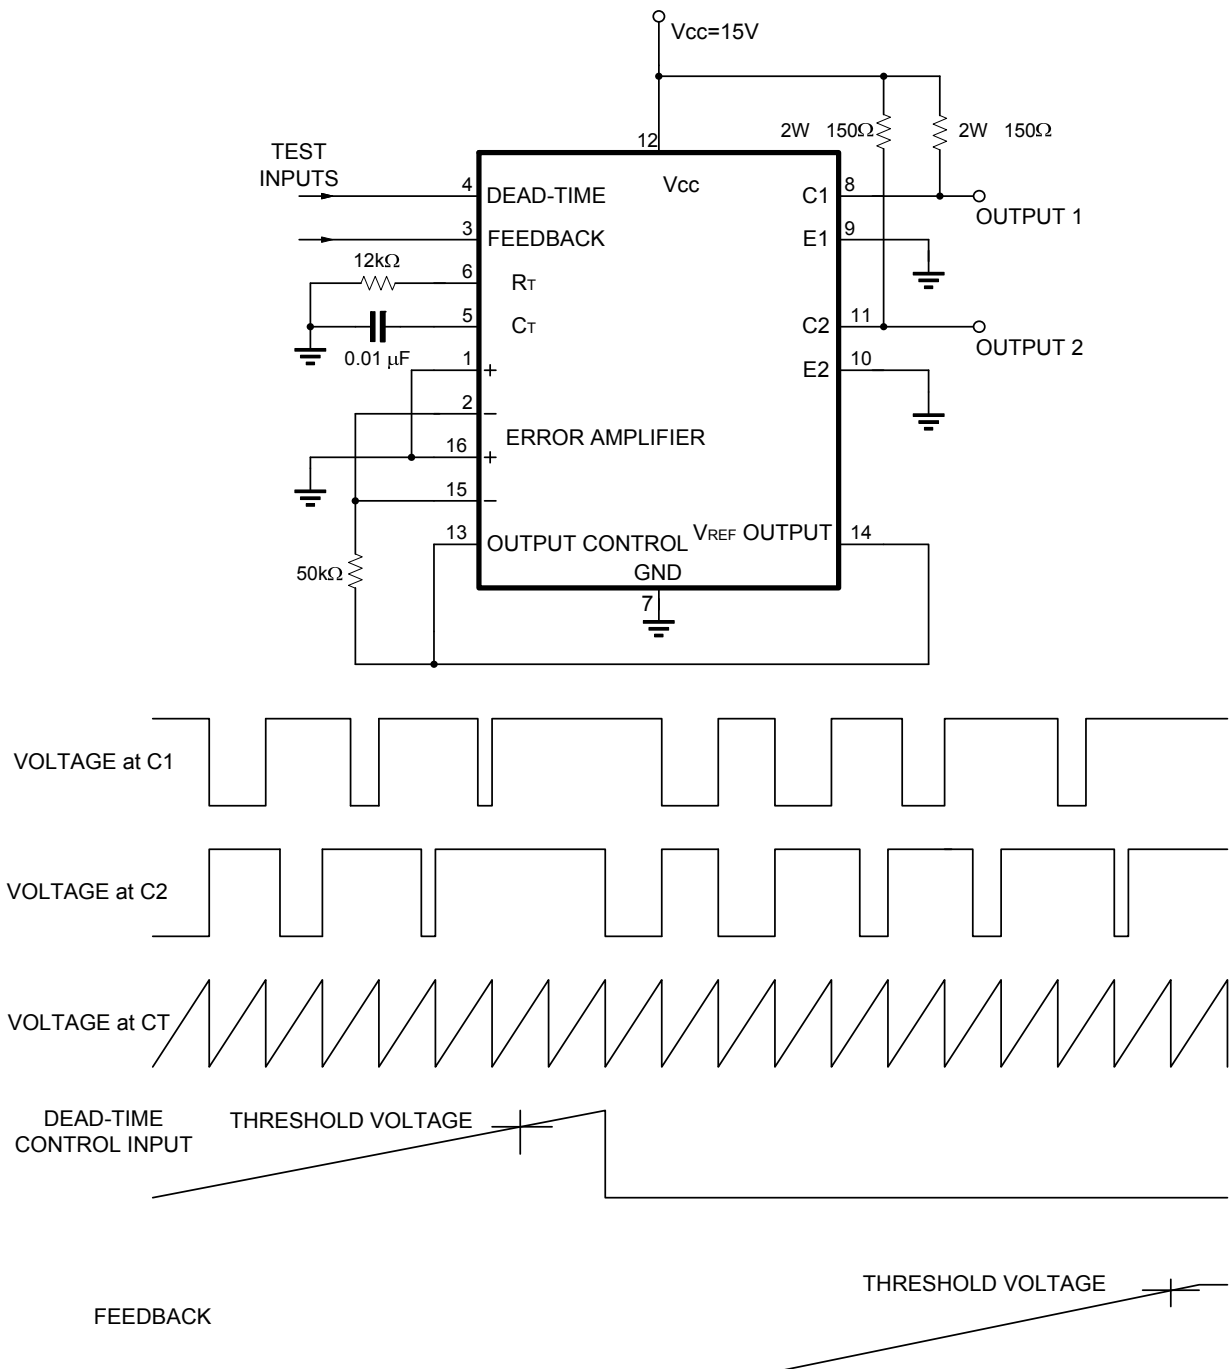 Vcc=15V
2W 150Ω
2W 150Ω
12
TEST
INPUTS
Vcc
4
DEAD-TIME
C1
8
OUTPUT 1
3
FEEDBACK
E1
9
12kΩ
6
RT
5
CT
C2
11
OUTPUT 2
0.01 μF
1
+
E2
10
2
−
ERROR AMPLIFIER
16
+
15
−
13
OUTPUT CONTROL
VREF OUTPUT
14
50kΩ
GND
7
VOLTAGE at C1
VOLTAGE at C2
VOLTAGE at CT
DEAD-TIME
CONTROL INPUT
THRESHOLD VOLTAGE
THRESHOLD VOLTAGE
FEEDBACK